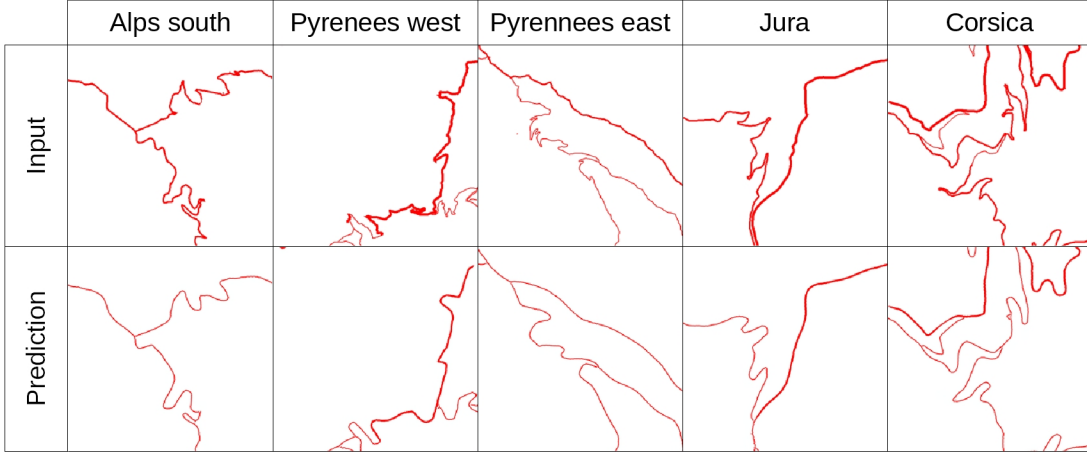 Alps south
Pyrenees west
Pyrennees east
Jura
Corsica
Input
Prediction